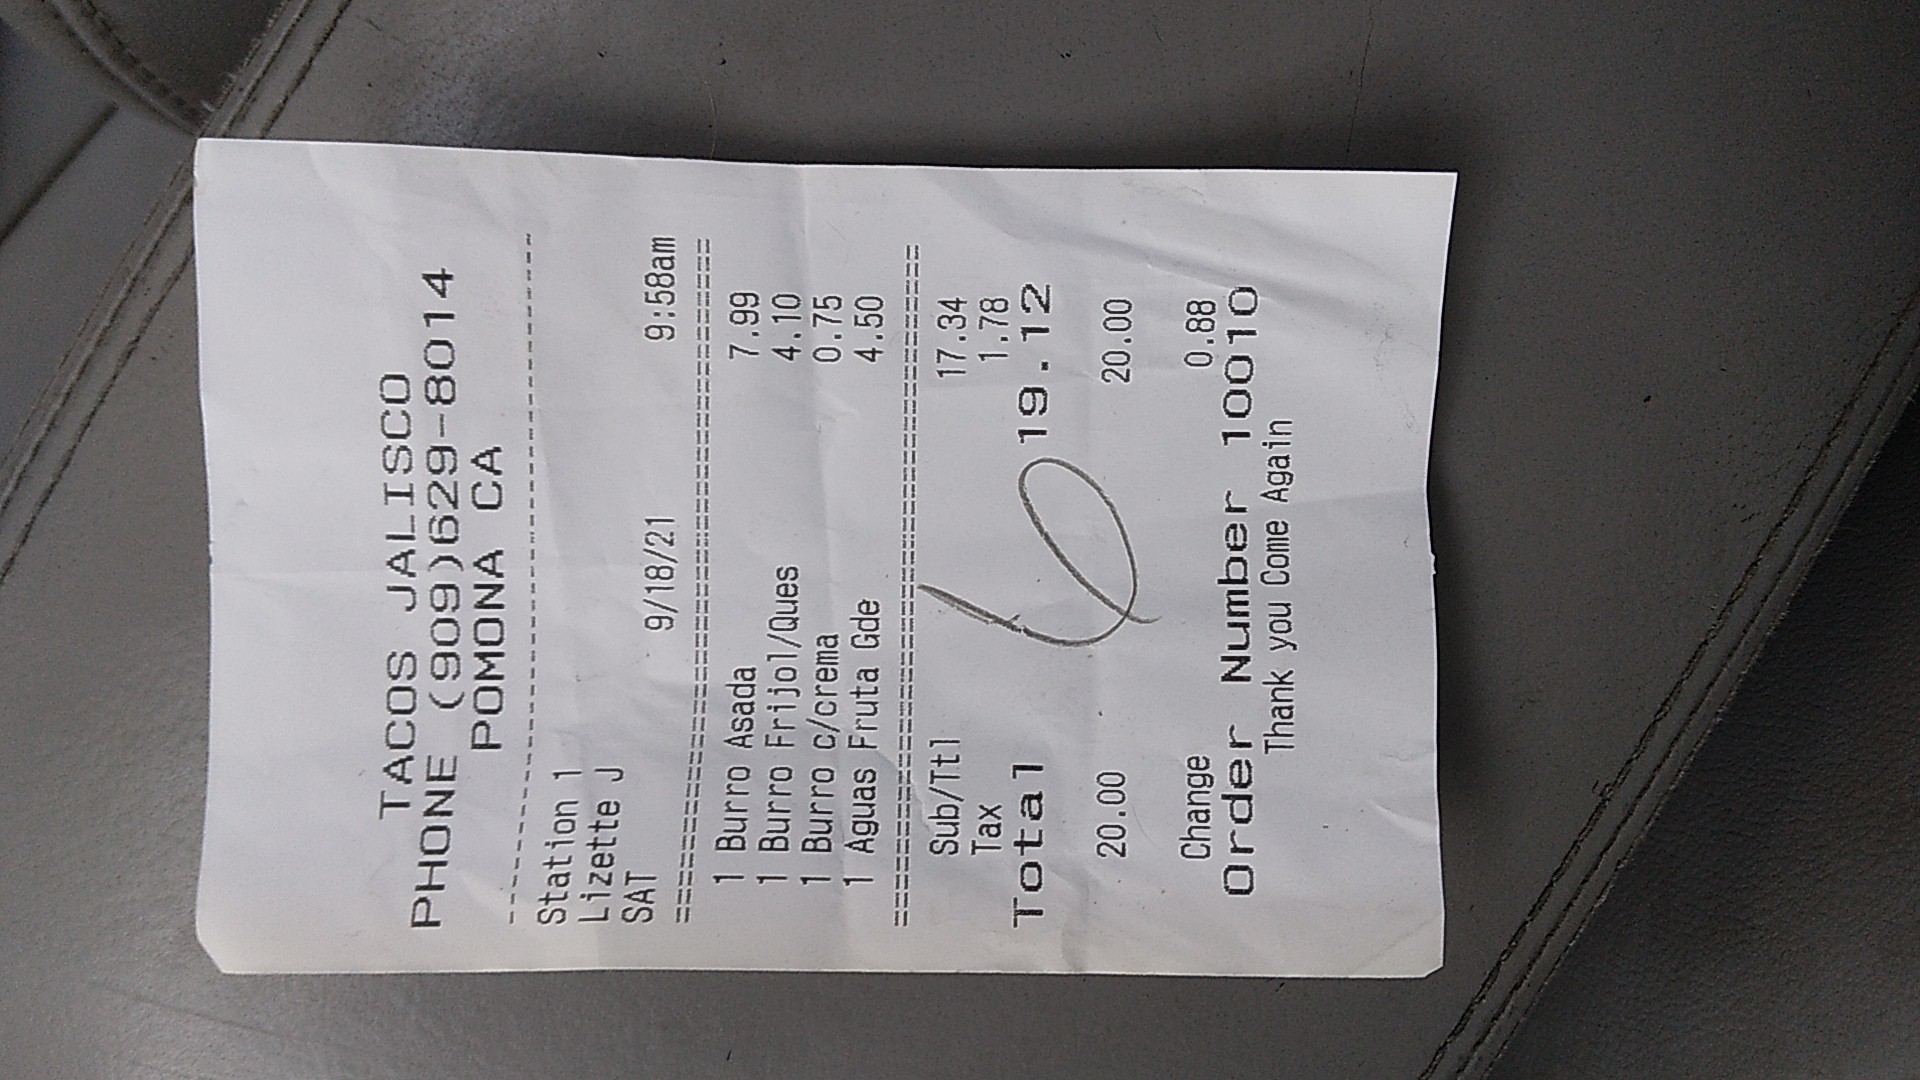 TACOS JALISCO
PHONE (909)629-8014
POMONA CA
Station 1
Lizette J
SAT 9/18/21 9:58am
1 Burro Asada 7.99
1 Burro Frijol/Ques 4.10
1 Burro c/crema 0.75
1 Aguas Fruta Gde 4.50
Sub/Ttl 17.34
Tax 1.78
Total 19.12
20.00 20.00
Change 0.88
Order Number 10010
Thank you Come Again